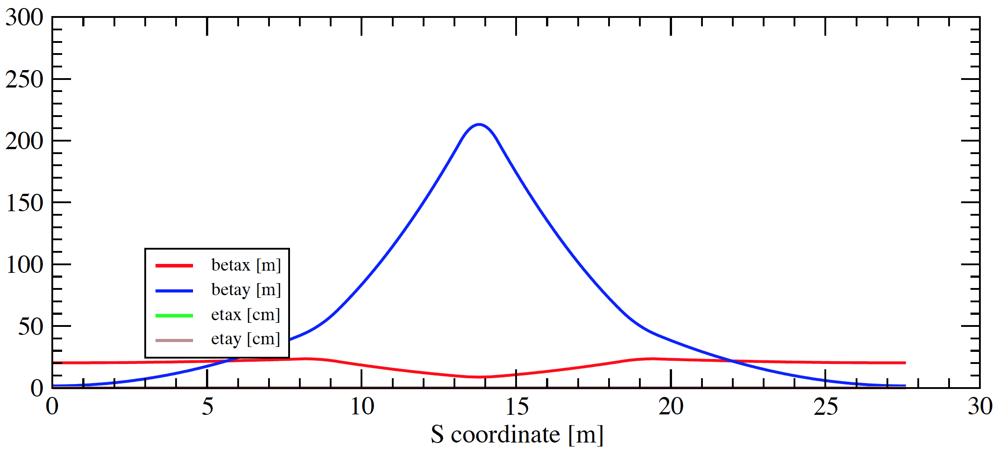 300
250
200
150
100
50
0
betax [m]
betay [m]
etax [cm]
etay [cm]
0 5 10 15 20 25 30
S coordinate [m]